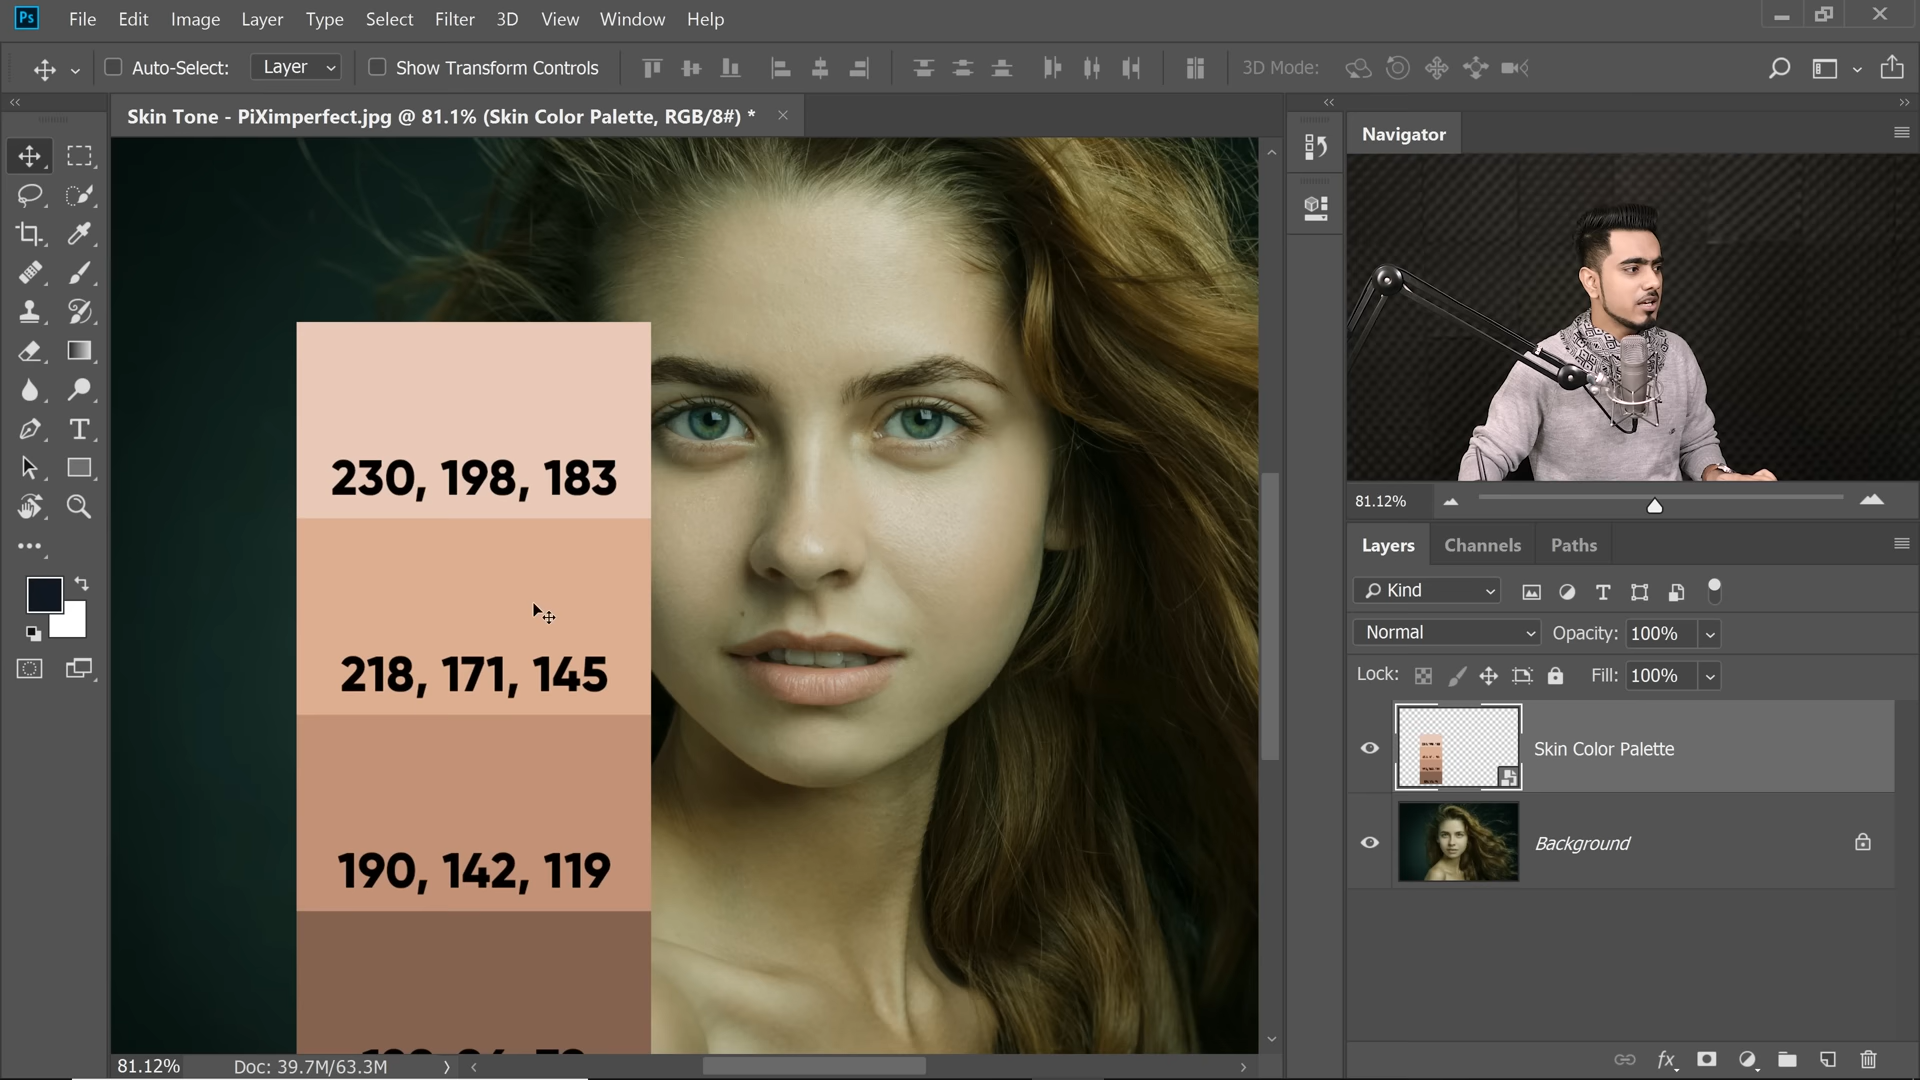 Ps File Edit Image Layer Type Select Filter 3D View Window Help
Auto-Select: Layer Show Transform Controls 3D Mode:
Skin Tone - PiXimperfect.jpg @ 81.1% (Skin Color Palette, RGB/8#) *
Navigator
230, 198, 183
218, 171, 145
190, 142, 119
81.12%
Layers Channels Paths
Kind
Normal Opacity: 100%
Lock: Fill: 100%
Skin Color Palette
Background
fx
81.12% Doc: 39.7M/63.3M